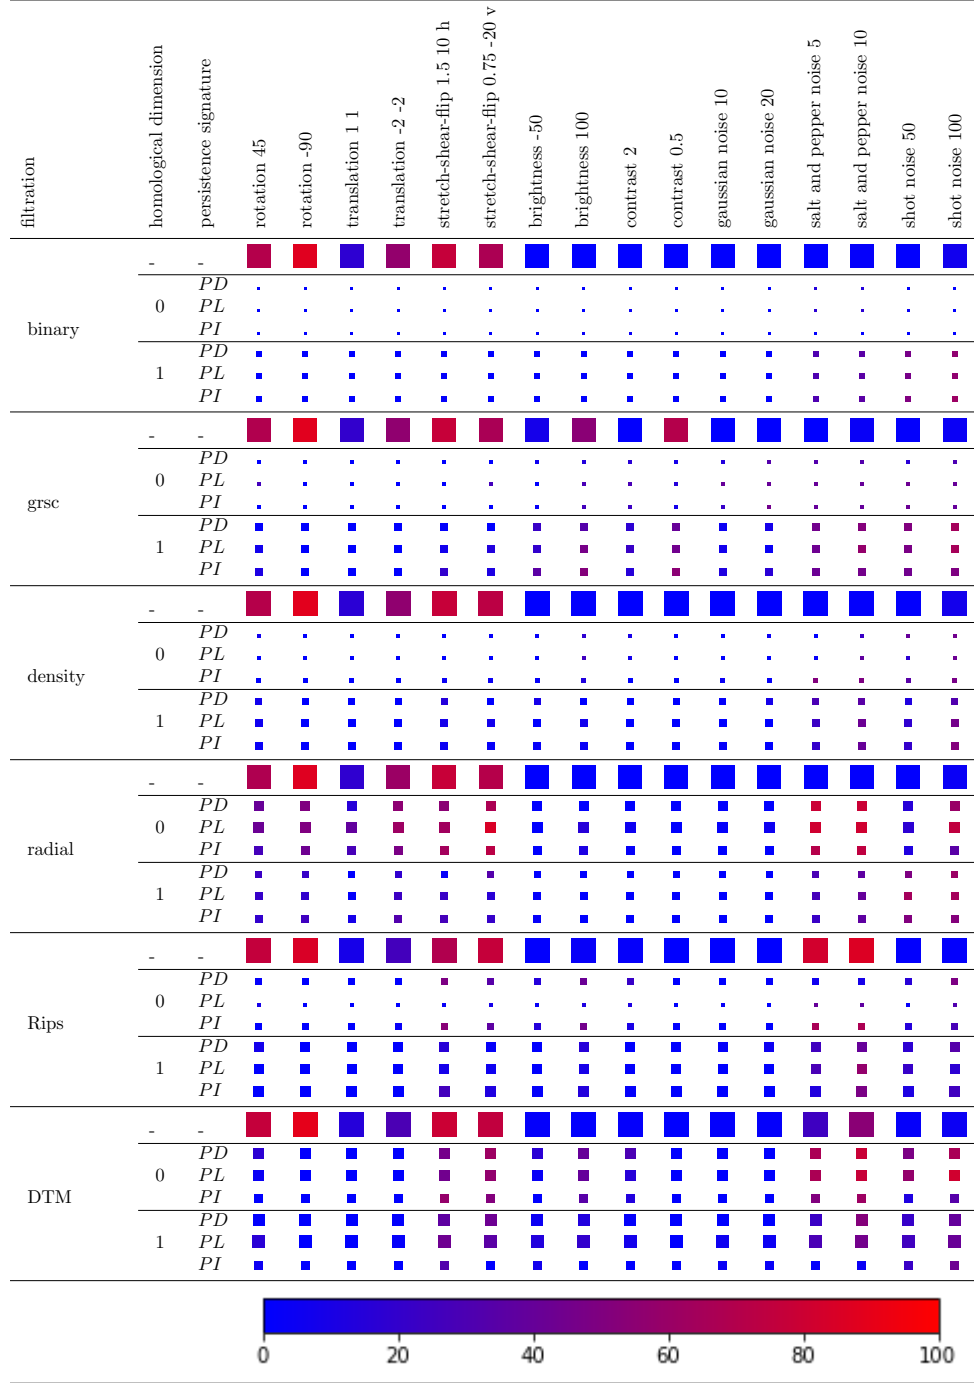 filtration homological dimension persistence signature rotation 45 rotation -90 translation 1 1 translation -2 -2 stretch-shear-flip 1.5 10 h stretch-shear-flip 0.75 -20 v brightness -50 brightness 100 contrast 2 contrast 0.5 gaussian noise 10 gaussian noise 20 salt and pepper noise 5 salt and pepper noise 10 shot noise 50 shot noise 100
- -
PD
0 PL
PI
binary
PD
1 PL
PI
- -
PD
0 PL
PI
grsc
PD
1 PL
PI
- -
PD
0 PL
PI
density
PD
1 PL
PI
- -
PD
0 PL
PI
radial
PD
1 PL
PI
- -
PD
0 PL
PI
Rips
PD
1 PL
PI
- -
PD
0 PL
PI
DTM
PD
1 PL
PI
0 20 40 60 80 100